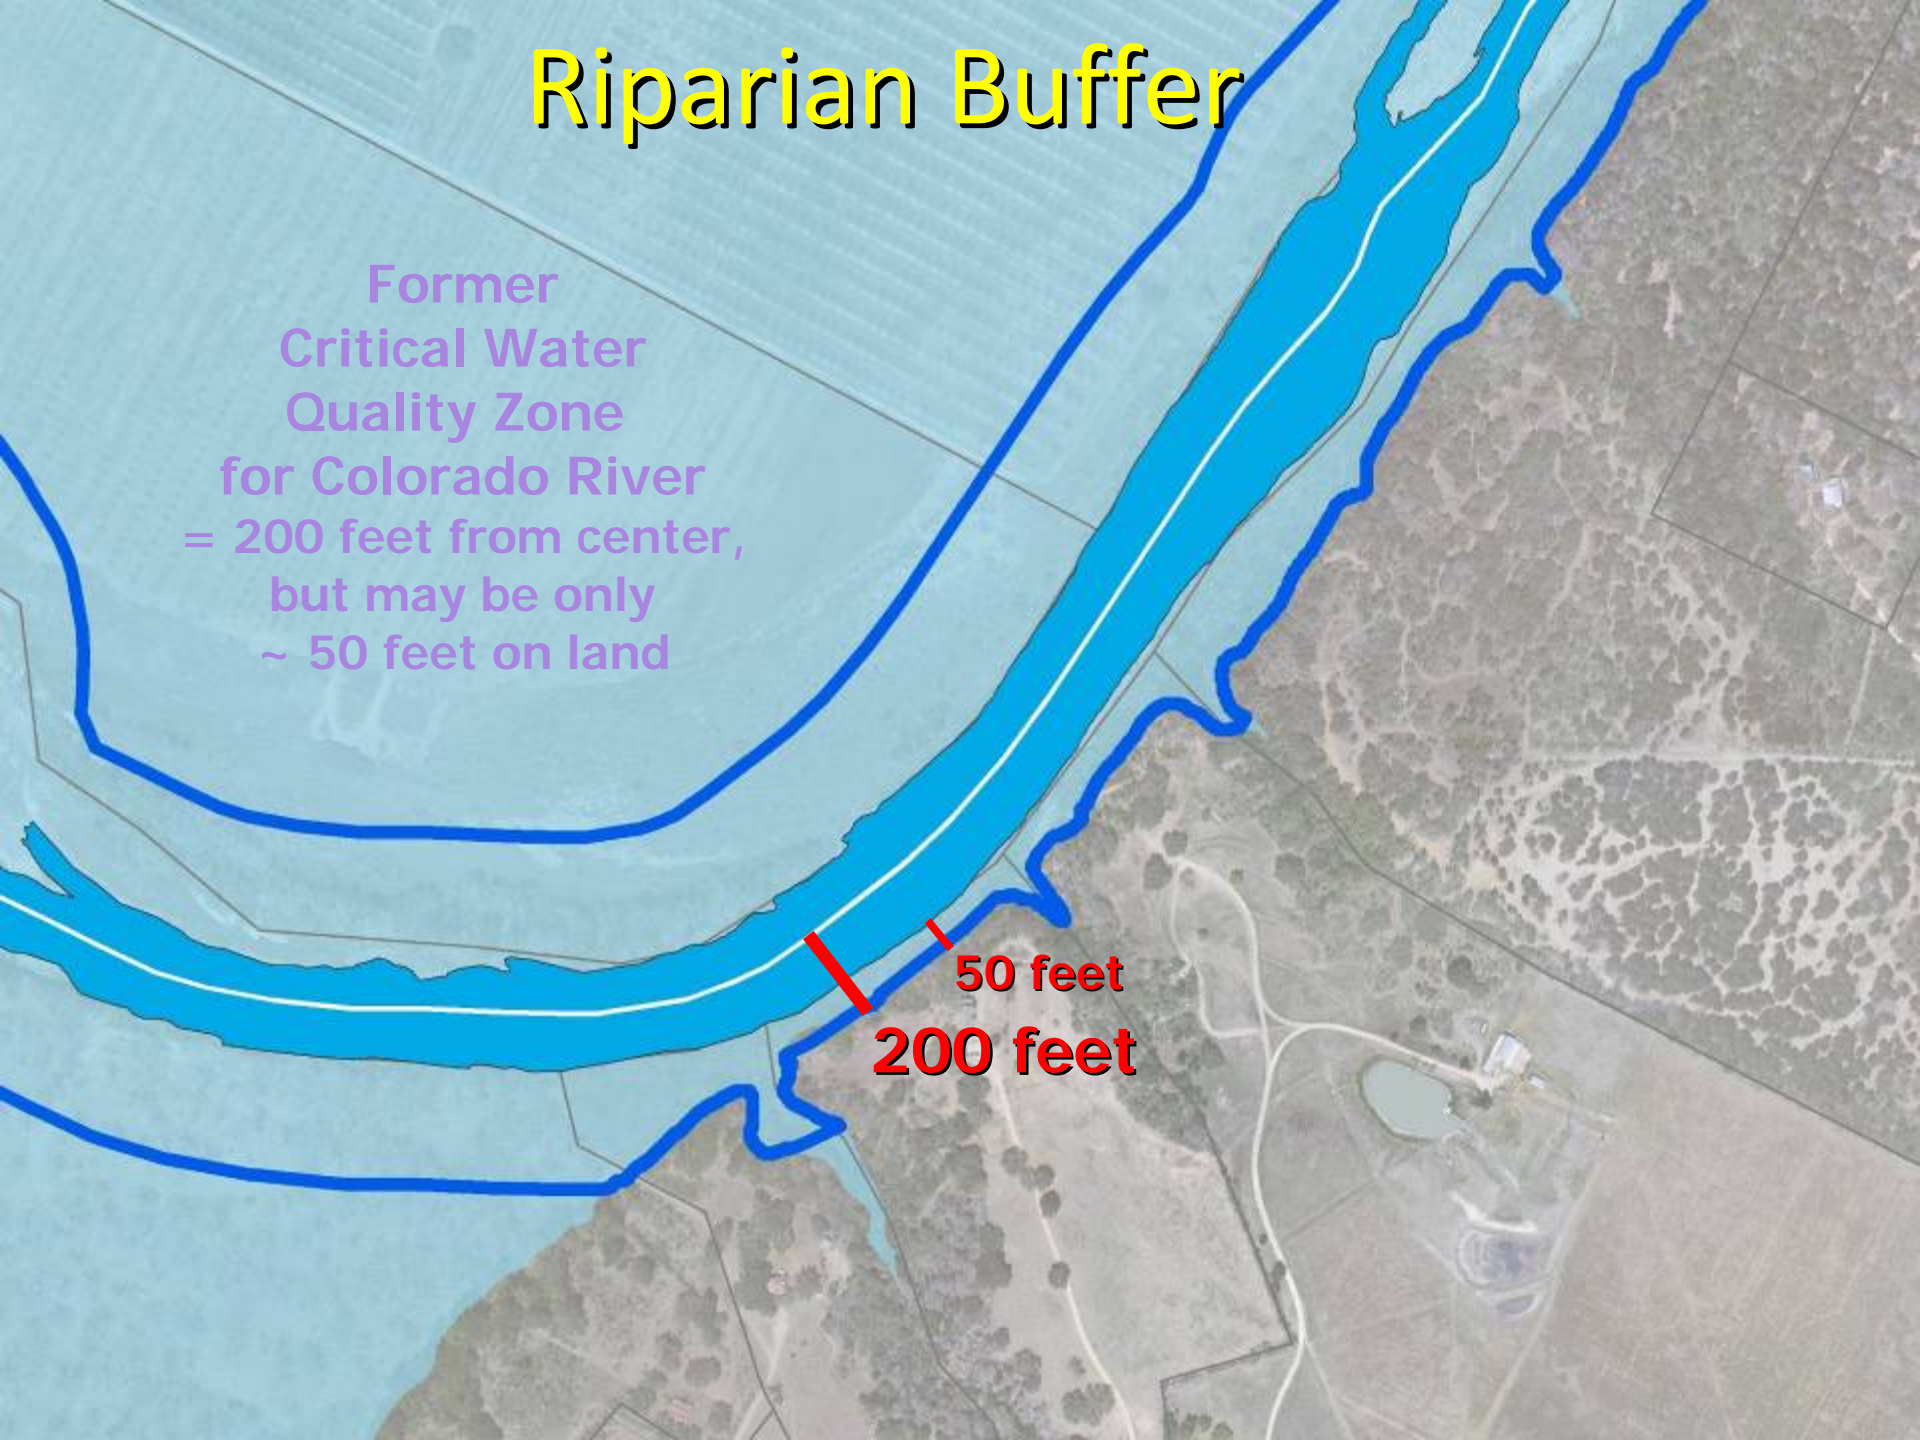 Riparian Buffer
Former
Critical Water
Quality Zone
for Colorado River
= 200 feet from center,
but may be only
~ 50 feet on land
50 feet
200 feet